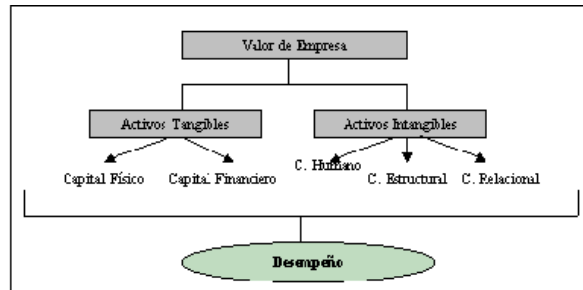 Valor de Empresa
Activos Tangibles
Activos Intangibles
C. Humano
Capital Físico
Capital Financiero
C. Estructural
C. Relacional
Desempeño